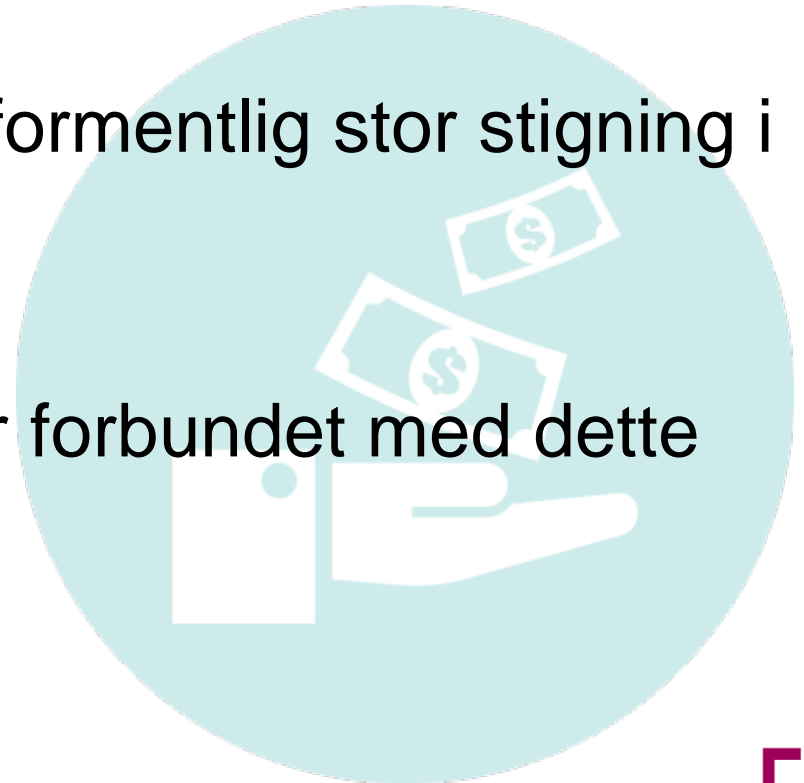 formentlig stor stigning i
forbundet med dette
$
$